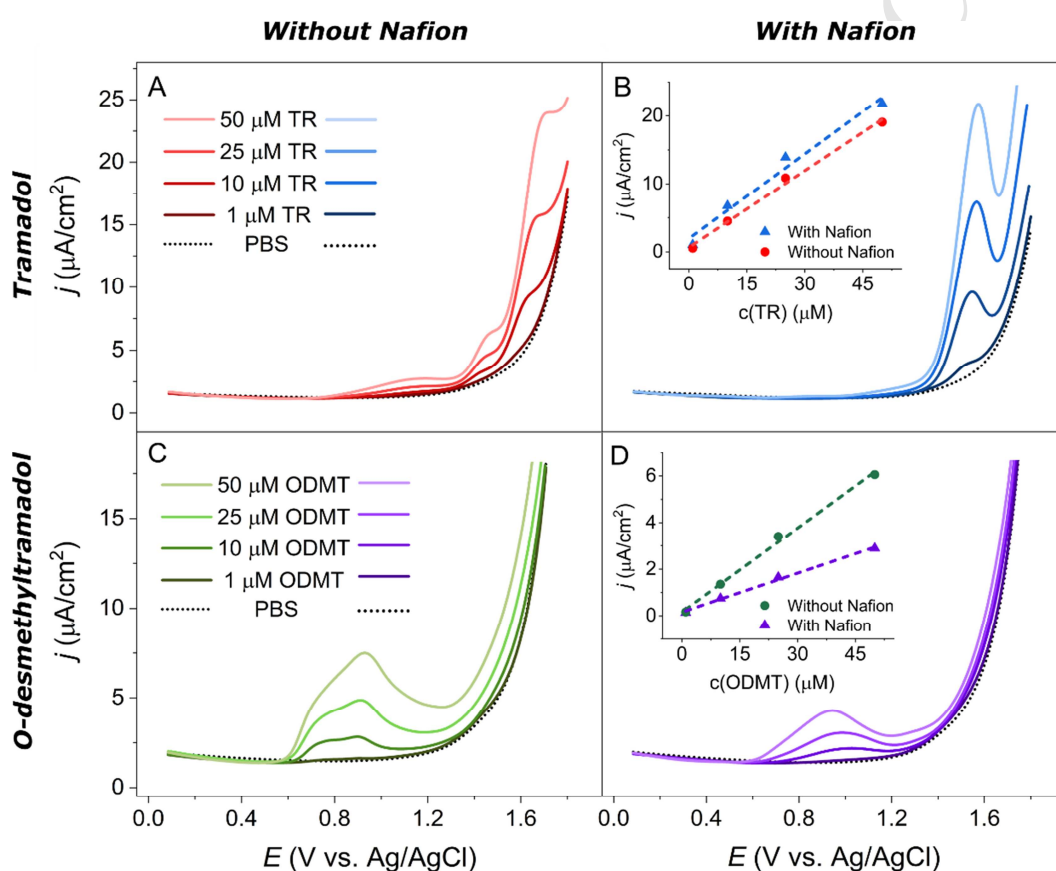 Without Nafion
With Nafion
Tramadol
A
j (μA/cm²)
25
20
15
10
5
0
50 μM TR
25 μM TR
10 μM TR
1 μM TR
PBS
B
j (μA/cm²)
20
10
0
With Nafion
Without Nafion
0
15
30
45
c(TR) (μM)
O-desmethyltramadol
C
j (μA/cm²)
15
10
5
0
50 μM ODMT
25 μM ODMT
10 μM ODMT
1 μM ODMT
PBS
D
j (μA/cm²)
6
4
2
0
Without Nafion
With Nafion
0
15
30
45
c(ODMT) (μM)
0.0 0.4 0.8 1.2 1.6
0.0 0.4 0.8 1.2 1.6
E (V vs. Ag/AgCl)
E (V vs. Ag/AgCl)